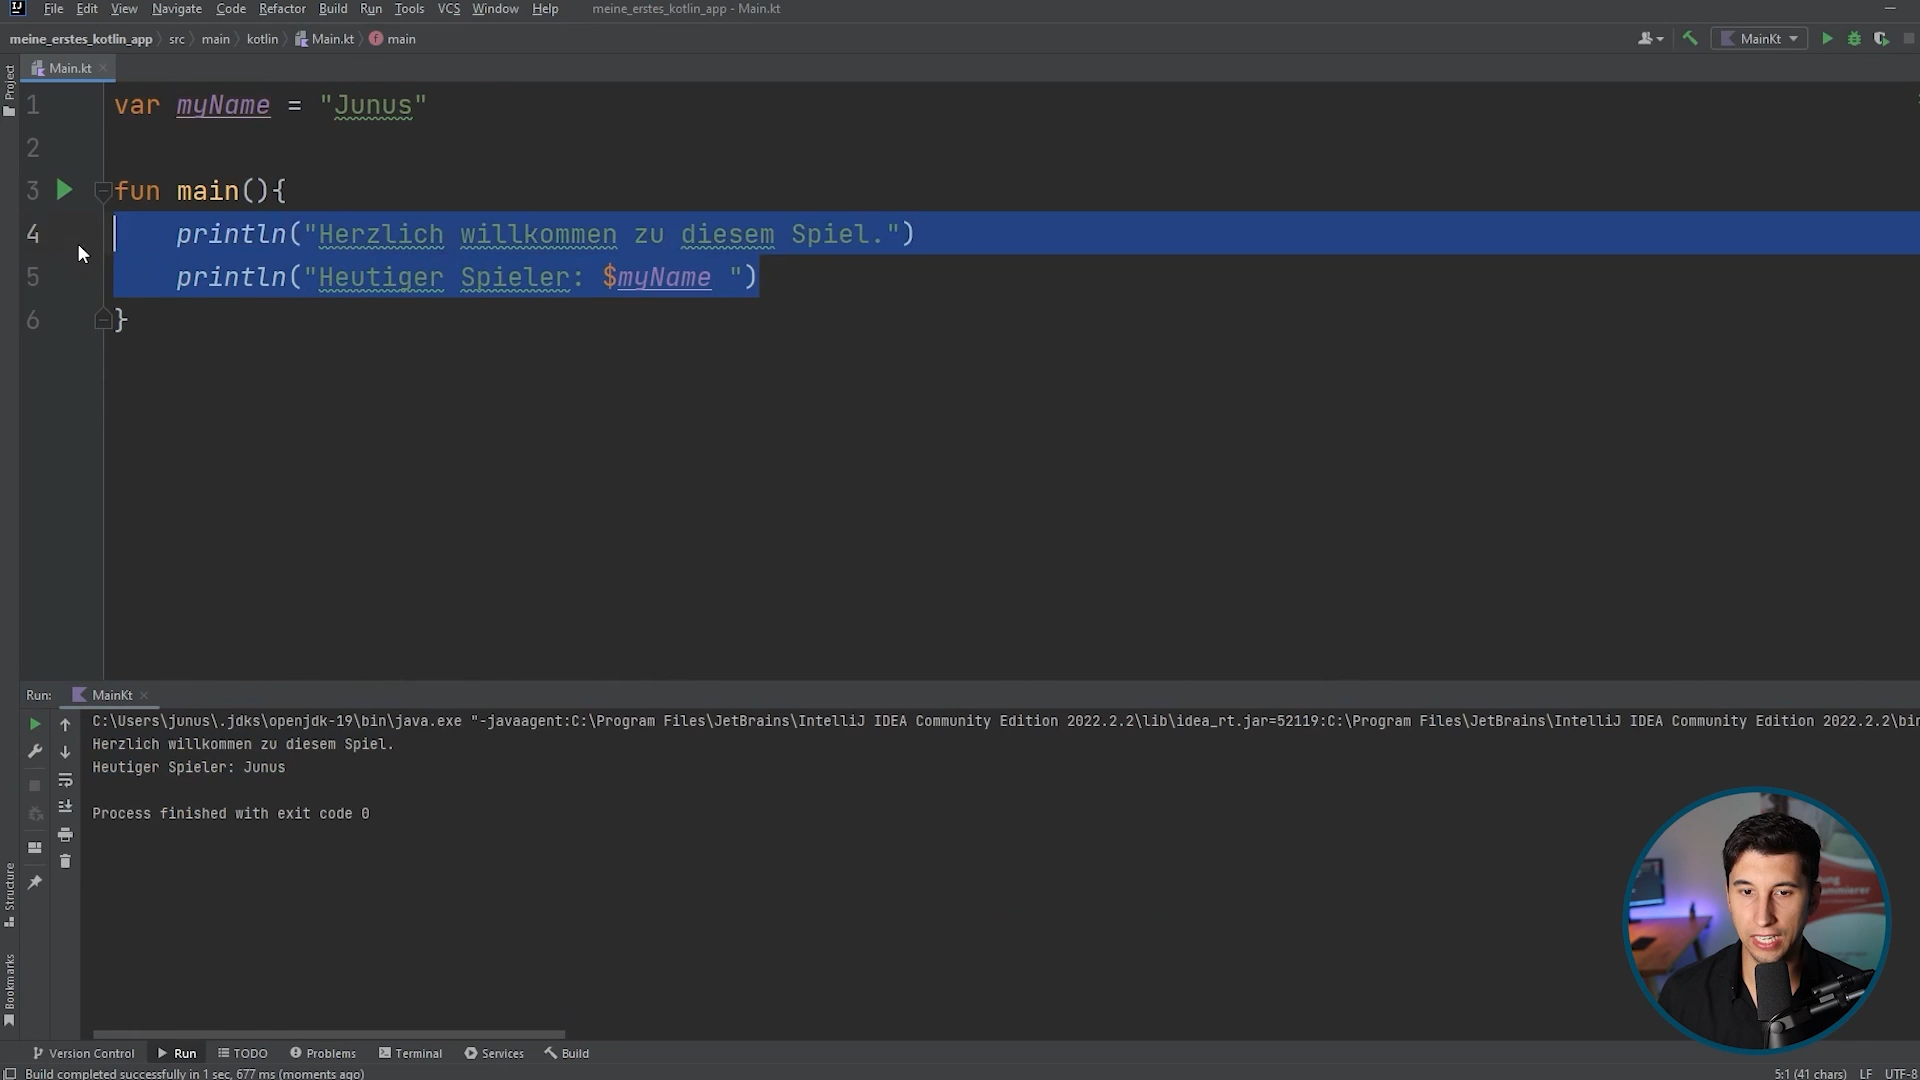 File Edit View Navigate Code Refactor Build Run Tools VCS Window Help meine_erstes_kotlin_app - Main.kt
meine_erstes_kotlin_app src main kotlin Main.kt main MainKt
Project
Main.kt
1 var myName = "Junus"
2
3 fun main(){
4 println("Herzlich willkommen zu diesem Spiel.")
5 println("Heutiger Spieler: $myName ")
6 }
Run: MainKt
C:\Users\junus\.jdks\openjdk-19\bin\java.exe "-javaagent:C:\Program Files\JetBrains\IntelliJ IDEA Community Edition 2022.2.2\lib\idea_rt.jar=52119:C:\Program Files\JetBrains\IntelliJ IDEA Community Edition 2022.2.2\bin
Herzlich willkommen zu diesem Spiel.
Heutiger Spieler: Junus
Process finished with exit code 0
Structure
Bookmarks
Version Control Run TODO Problems Terminal Services Build
Build completed successfully in 1 sec, 677 ms (moments ago) 5:1 (41 chars) LF UTF-8